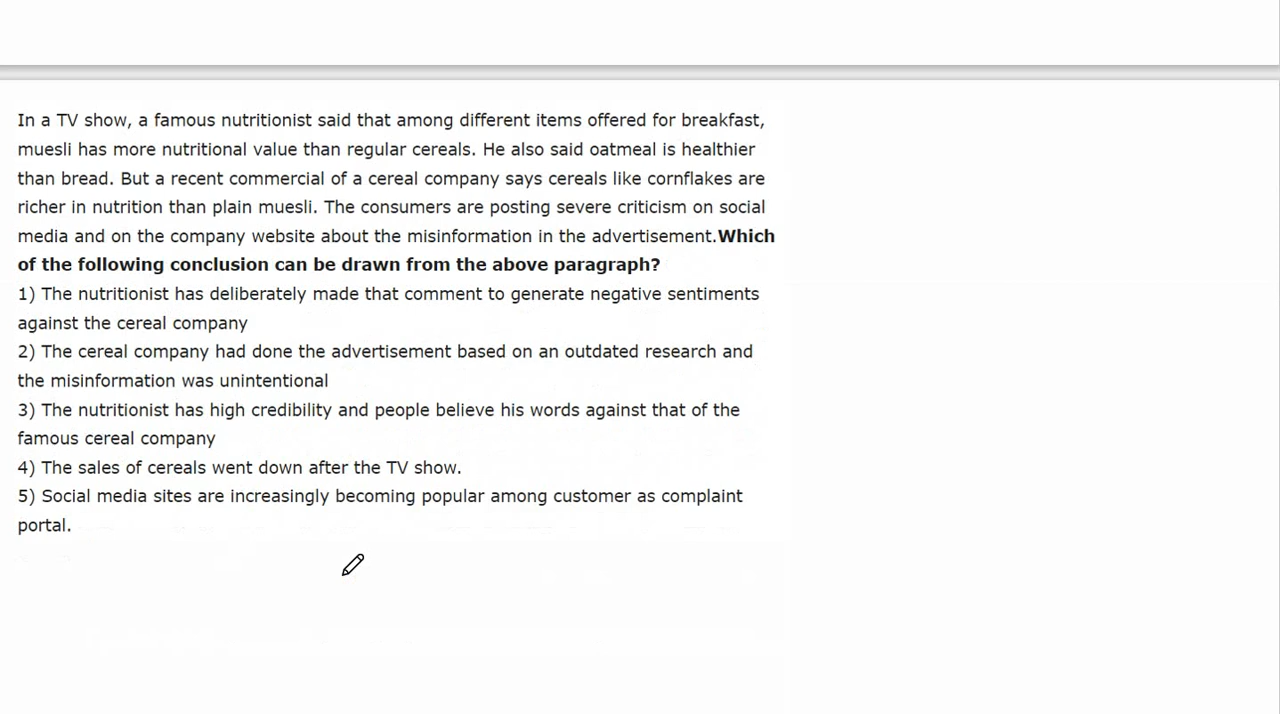 In a TV show, a famous nutritionist said that among different items offered for breakfast,
muesli has more nutritional value than regular cereals. He also said oatmeal is healthier
than bread. But a recent commercial of a cereal company says cereals like cornflakes are
richer in nutrition than plain muesli. The consumers are posting severe criticism on social
media and on the company website about the misinformation in the advertisement.Which
of the following conclusion can be drawn from the above paragraph?
1) The nutritionist has deliberately made that comment to generate negative sentiments
against the cereal company
2) The cereal company had done the advertisement based on an outdated research and
the misinformation was unintentional
3) The nutritionist has high credibility and people believe his words against that of the
famous cereal company
4) The sales of cereals went down after the TV show.
5) Social media sites are increasingly becoming popular among customer as complaint
portal.